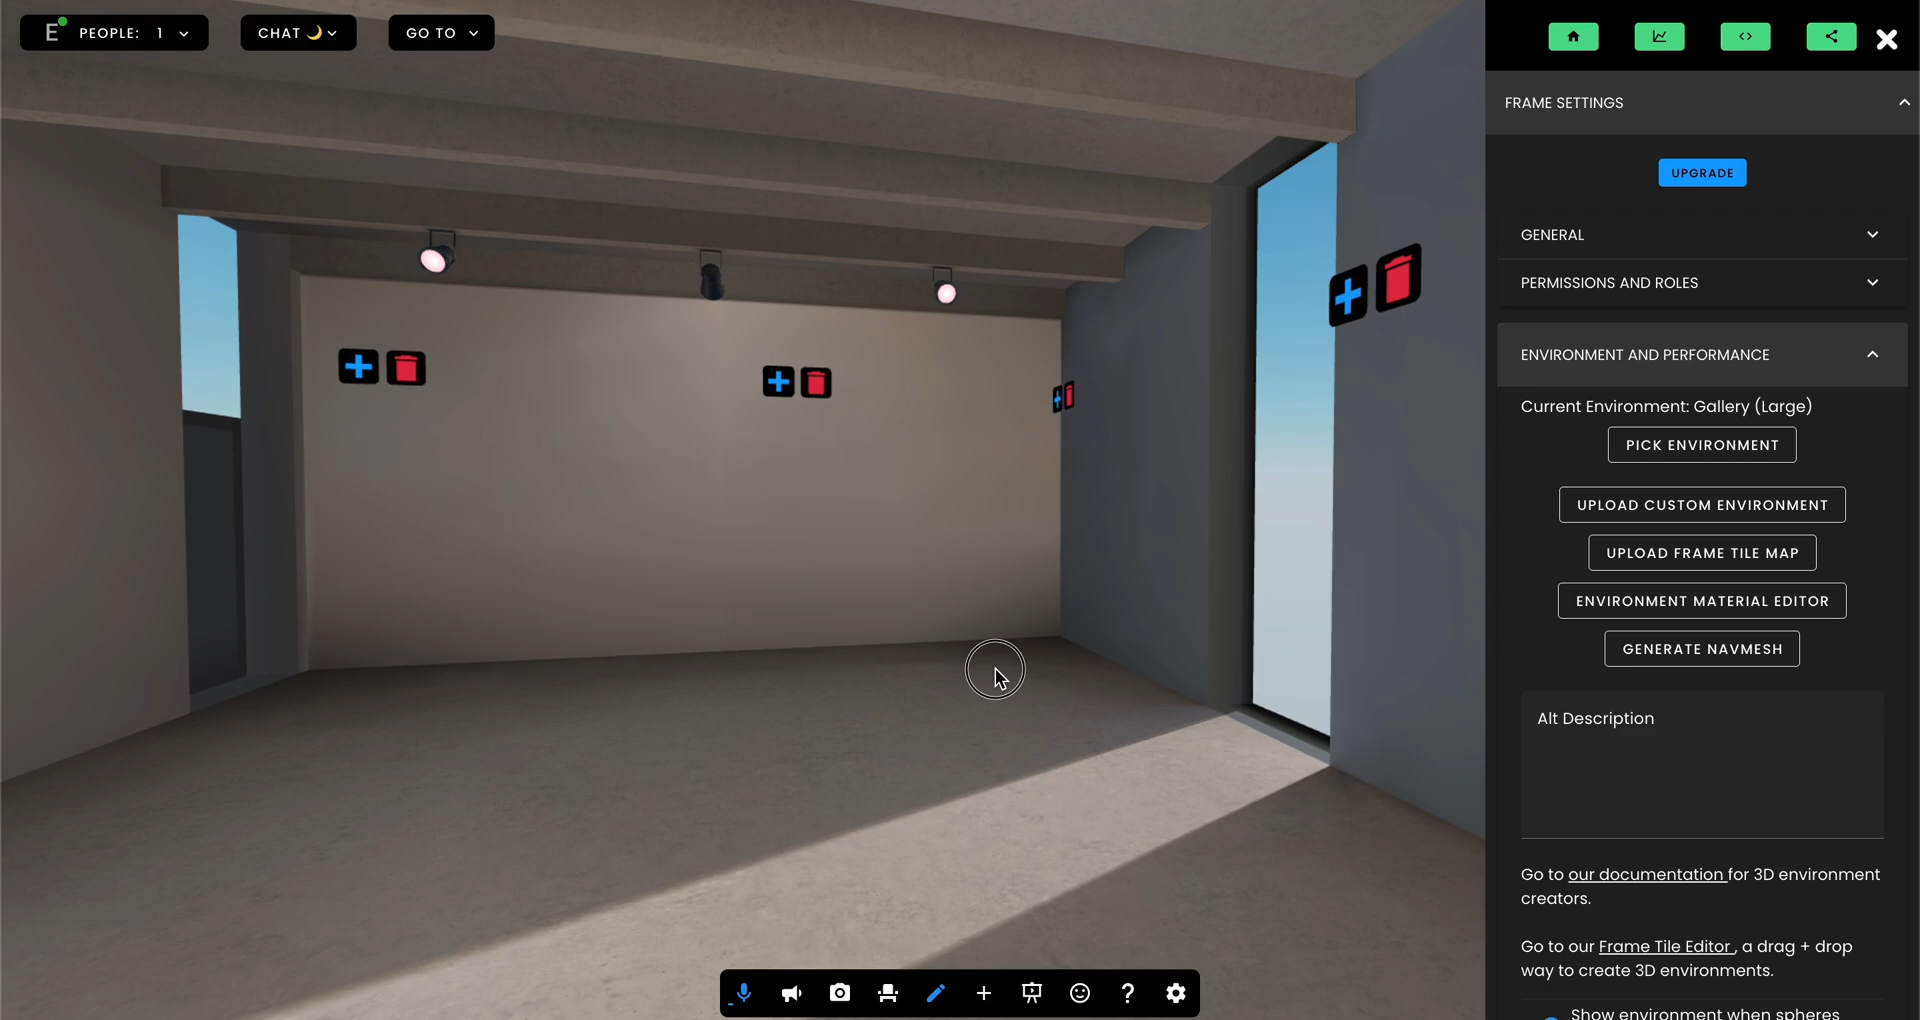 E PEOPLE: 1
CHAT 🌙
GO TO
FRAME SETTINGS
UPGRADE
GENERAL
PERMISSIONS AND ROLES
ENVIRONMENT AND PERFORMANCE
Current Environment: Gallery (Large)
PICK ENVIRONMENT
UPLOAD CUSTOM ENVIRONMENT
UPLOAD FRAME TILE MAP
ENVIRONMENT MATERIAL EDITOR
GENERATE NAVMESH
Alt Description
Go to our documentation for 3D environment
creators.
Go to our Frame Tile Editor , a drag + drop
way to create 3D environments.
Show environment when spheres